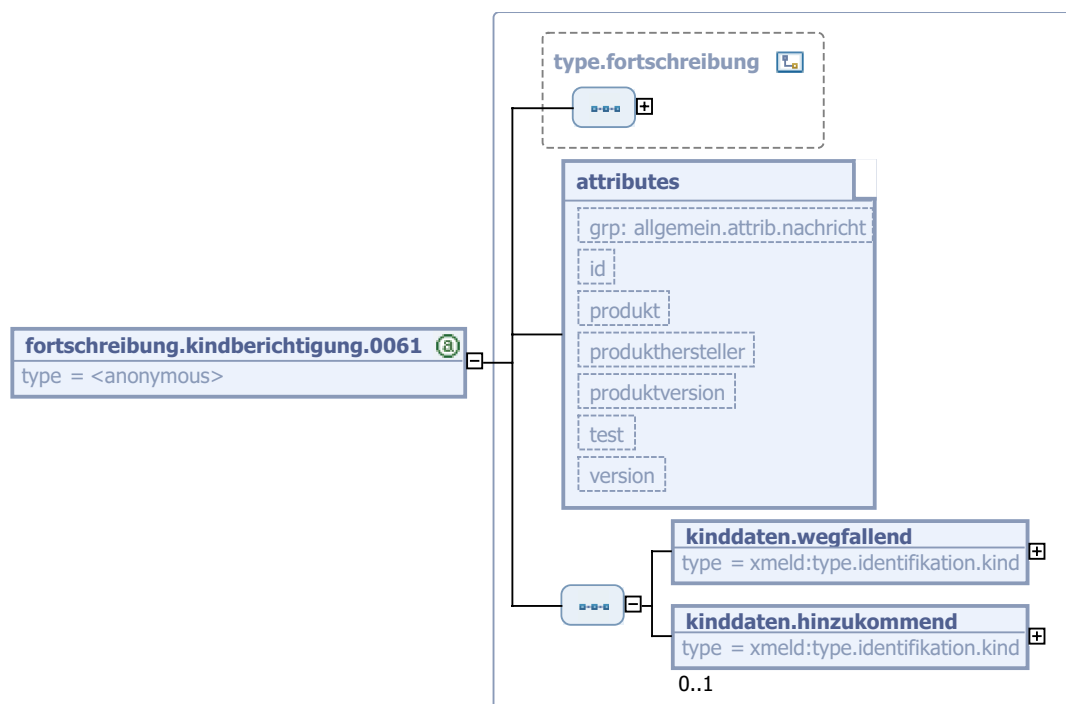 type.fortschreibung
attributes
grp: allgemein.attrib.nachricht
id
produkt
produkthersteller
produktversion
test
version
fortschreibung.kindberichtigung.0061 @
type = <anonymous>
kinddaten.wegfallend
type = xmeld:type.identifikation.kind
kinddaten.hinzukommend
type = xmeld:type.identifikation.kind
0..1